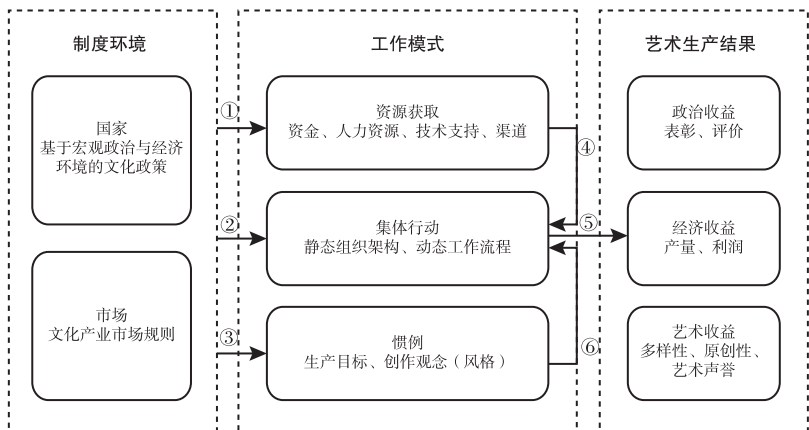 制度环境
国家
基于宏观政治与经济
环境的文化政策
市场
文化产业市场规则
①
②
③
工作模式
资源获取
资金、人力资源、技术支持、渠道
集体行动
静态组织架构、动态工作流程
惯例
生产目标、创作观念（风格）
④
⑤
⑥
艺术生产结果
政治收益
表彰、评价
经济收益
产量、利润
艺术收益
多样性、原创性、
艺术声誉